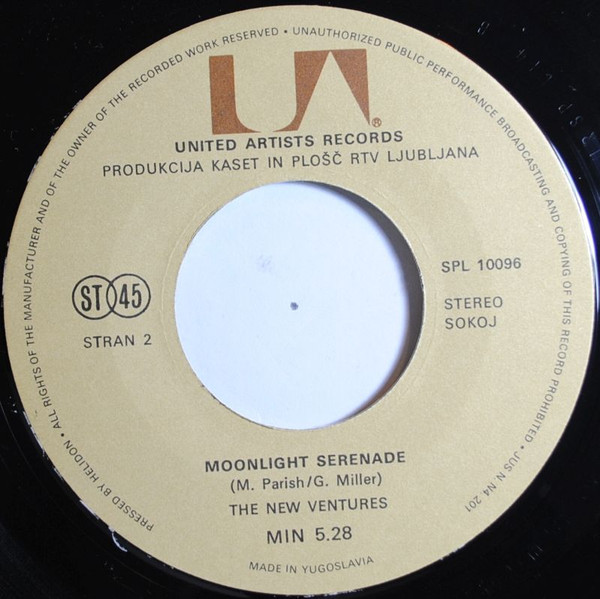 PRESSED BY HELIDON • ALL RIGHTS OF THE MANUFACTURER AND OF THE OWNER OF THE RECORDED WORK RESERVED • UNAUTHORIZED PUBLIC PERFORMANCE BROADCASTING AND COPYING OF THIS RECORD PROHIBITED • JUS N N4 201
UA®
UNITED ARTISTS RECORDS
PRODUKCIJA KASET IN PLOŠČ RTV LJUBLJANA
SPL 10096
ST 45
STEREO
SOKOJ
STRAN 2
MOONLIGHT SERENADE
(M. Parish/G. Miller)
THE NEW VENTURES
MIN 5.28
MADE IN YUGOSLAVIA